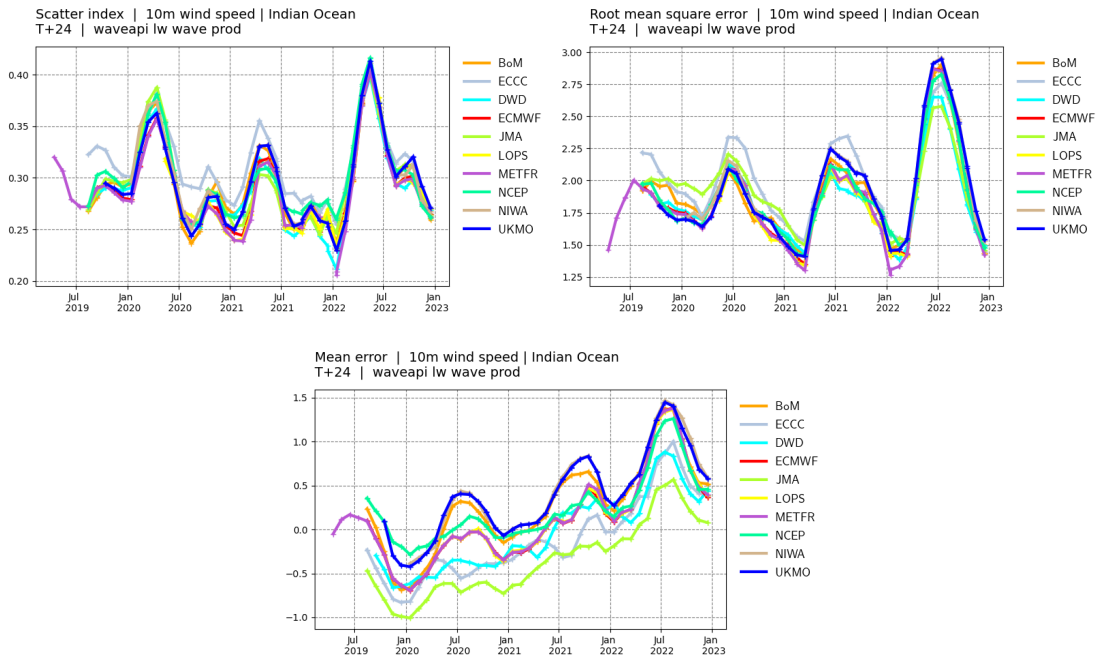 Scatter index | 10m wind speed | Indian Ocean
T+24 | waveapi lw wave prod
0.40
0.35
0.30
0.25
0.20
Jul
2019
Jan
2020
Jul
2020
Jan
2021
Jul
2021
Jan
2022
Jul
2022
Jan
2023
BoM
ECCC
DWD
ECMWF
JMA
LOPS
METFR
NCEP
NIWA
UKMO
Root mean square error | 10m wind speed | Indian Ocean
T+24 | waveapi lw wave prod
3.00
2.75
2.50
2.25
2.00
1.75
1.50
1.25
Jul
2019
Jan
2020
Jul
2020
Jan
2021
Jul
2021
Jan
2022
Jul
2022
Jan
2023
BoM
ECCC
DWD
ECMWF
JMA
LOPS
METFR
NCEP
NIWA
UKMO
Mean error | 10m wind speed | Indian Ocean
T+24 | waveapi lw wave prod
1.5
1.0
0.5
0.0
−0.5
−1.0
Jul
2019
Jan
2020
Jul
2020
Jan
2021
Jul
2021
Jan
2022
Jul
2022
Jan
2023
BoM
ECCC
DWD
ECMWF
JMA
LOPS
METFR
NCEP
NIWA
UKMO